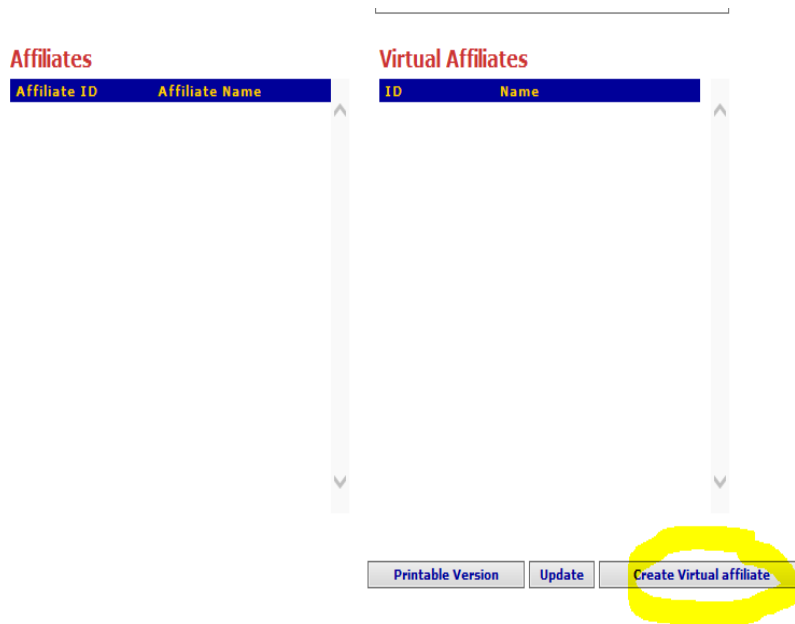 Affiliates
Virtual Affiliates
Affiliate ID Affiliate Name
ID Name
Printable Version Update Create Virtual affiliate